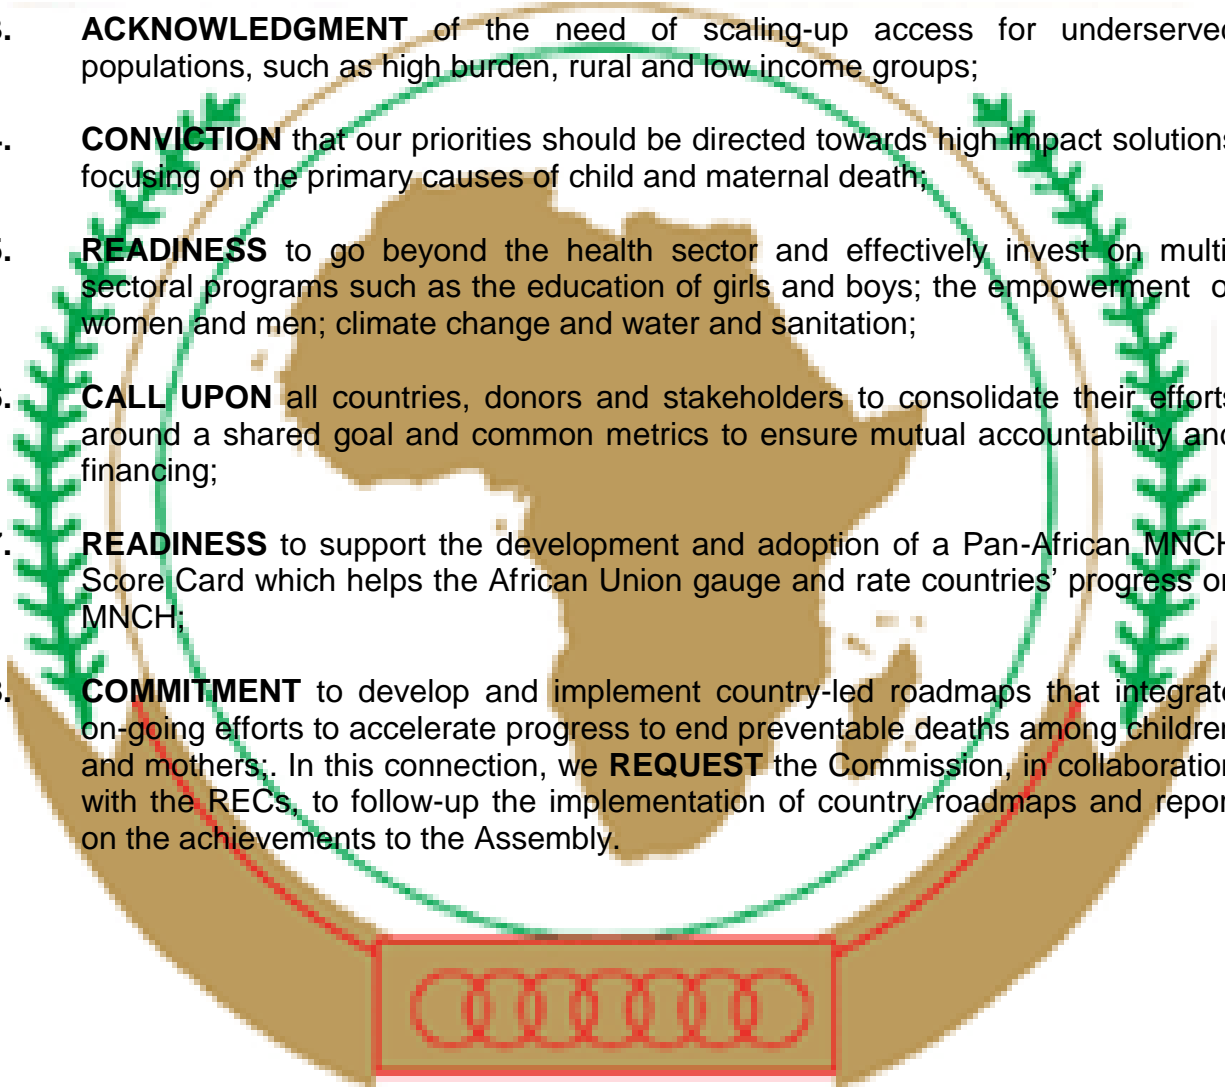 3. ACKNOWLEDGMENT of the need of scaling-up access for underserved
populations, such as high burden, rural and low income groups;
4. CONVICTION that our priorities should be directed towards high impact solutions
focusing on the primary causes of child and maternal death;
5. READINESS to go beyond the health sector and effectively invest on multi
sectoral programs such as the education of girls and boys; the empowerment of
women and men; climate change and water and sanitation;
6. CALL UPON all countries, donors and stakeholders to consolidate their efforts
around a shared goal and common metrics to ensure mutual accountability and
financing;
7. READINESS to support the development and adoption of a Pan-African MNCH
Score Card which helps the African Union gauge and rate countries’ progress on
MNCH;
8. COMMITMENT to develop and implement country-led roadmaps that integrate
on-going efforts to accelerate progress to end preventable deaths among children
and mothers;. In this connection, we REQUEST the Commission, in collaboration
with the RECs, to follow-up the implementation of country roadmaps and report
on the achievements to the Assembly.